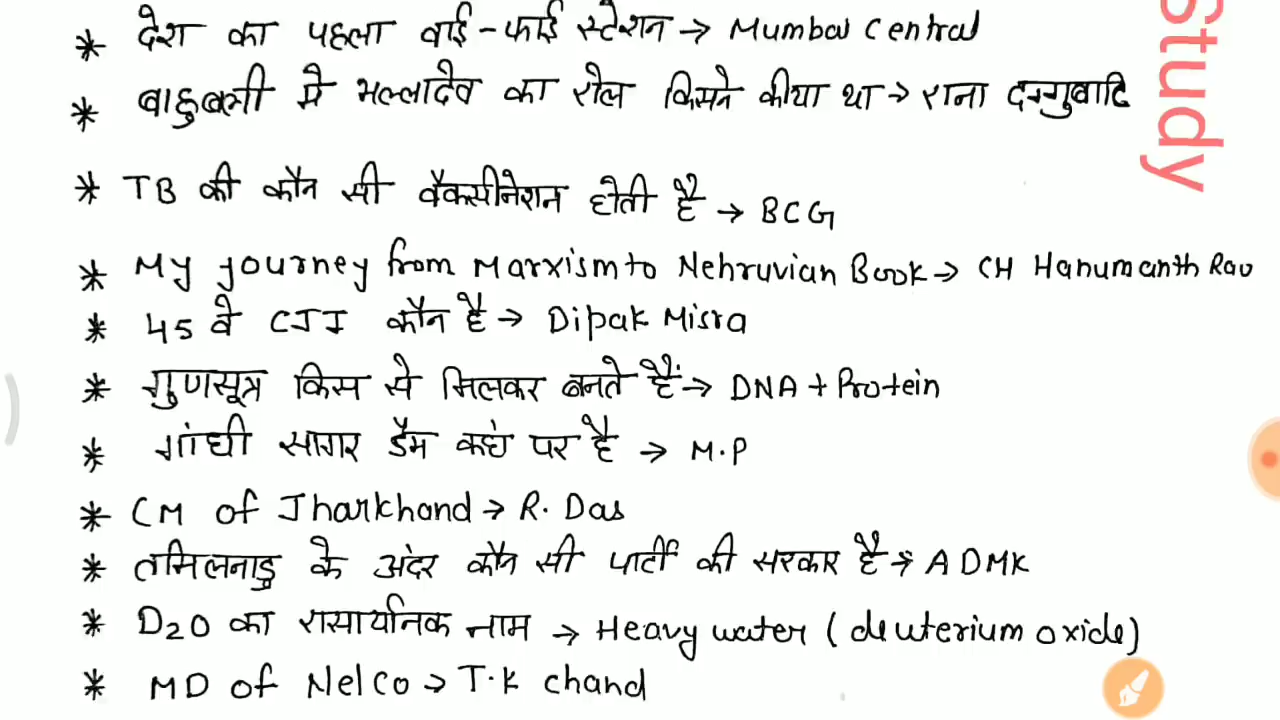 * देश का पहला वाई-फाई स्टेशन → Mumbai Central
* बाहुबली मे भल्लादेव का रोल किसने कीया था → राना दग्गुबाटि
* TB की कौन सी वैक्सीनेशन होती है → BCG
* My journey from Marxism to Nehruvian Book → CH Hanumanth Rao
* 45 वे CJI कौन है → Dipak Misra
* गुणसूत्र किस से मिलकर बनते है → DNA + Protein
* गांधी सागर डैम कहा पर है → M.P
* CM of Jharkhand → R. Das
* तमिलनाडु के अंदर कौन सी पार्टी की सरकार है → ADMK
* D2O का रासायनिक नाम → Heavy water (deuterium oxide)
* MD of Nelco → T.K chand
Study